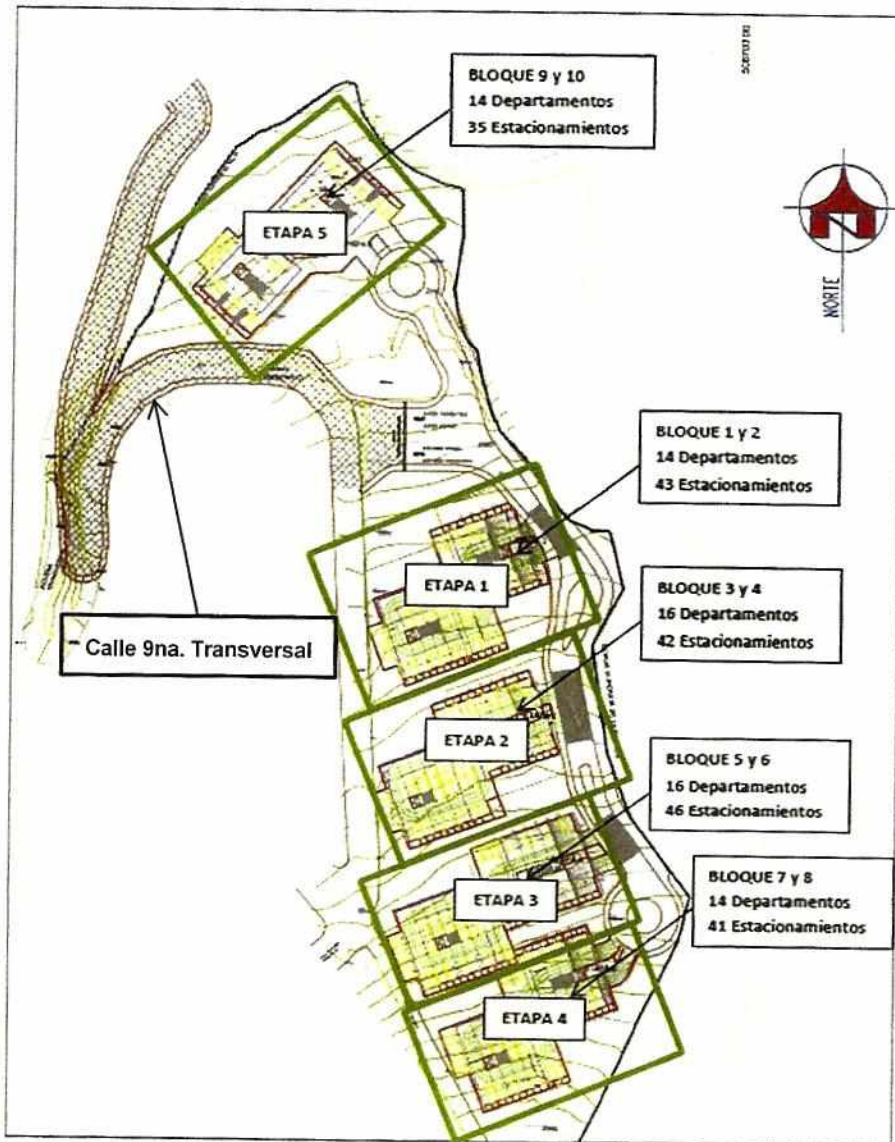 BLOQUE 9 y 10
14 Departamentos
35 Estacionamientos
ETAPA 5
NORTE
BLOQUE 1 y 2
14 Departamentos
43 Estacionamientos
ETAPA 1
BLOQUE 3 y 4
16 Departamentos
42 Estacionamientos
Calle 9na. Transversal
ETAPA 2
BLOQUE 5 y 6
16 Departamentos
46 Estacionamientos
ETAPA 3
BLOQUE 7 y 8
14 Departamentos
41 Estacionamientos
ETAPA 4